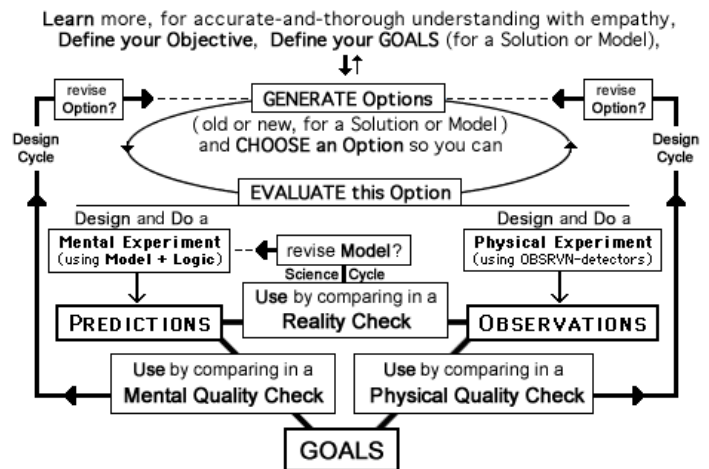 Learn more, for accurate-and-thorough understanding with empathy,
Define your Objective, Define your GOALS (for a Solution or Model),
revise
Option?
GENERATE Options
revise
Option?
Design
Cycle
(old or new, for a Solution or Model)
and CHOOSE an Option so you can
Design
Cycle
EVALUATE this Option
Design and Do a
Mental Experiment
(using Model + Logic)
revise Model?
Design and Do a
Physical Experiment
(using OBSRVN-detectors)
Science Cycle
PREDICTIONS
Use by comparing in a
Reality Check
OBSERVATIONS
Use by comparing in a
Mental Quality Check
Use by comparing in a
Physical Quality Check
GOALS